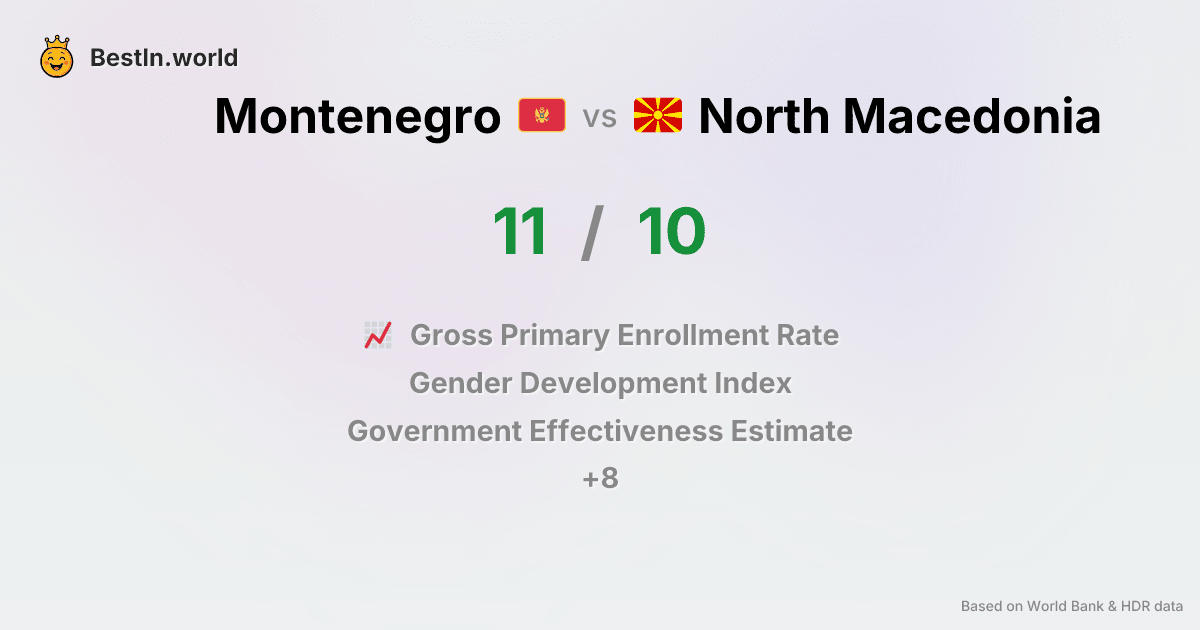 BestIn.world
Montenegro vs North Macedonia
11 / 10
Gross Primary Enrollment Rate
Gender Development Index
Government Effectiveness Estimate
+8
Based on World Bank & HDR data